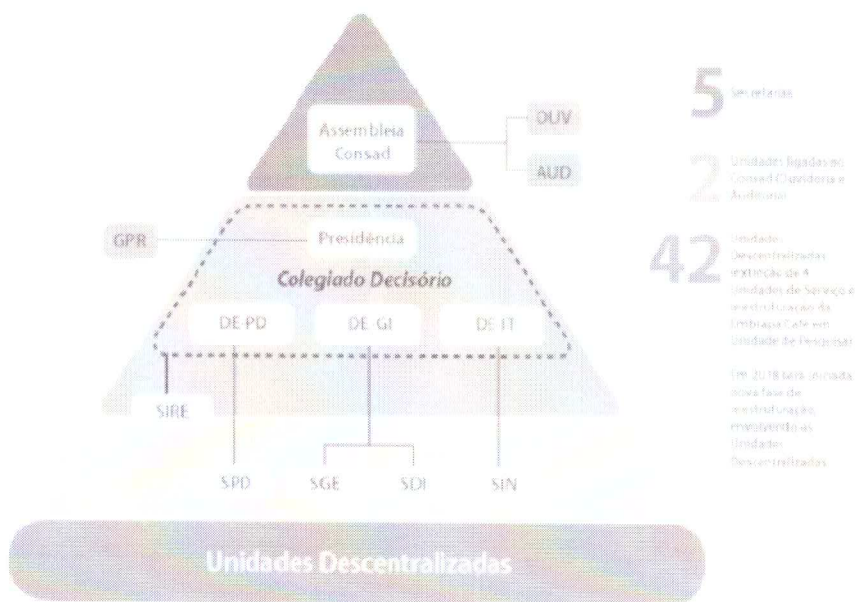 Assembleia
Consad
OUV
AUD
GPR
Presidência
Colegiado Decisório
DE-PD
DE-GI
DE-IT
SIRE
SPD
SGE
SDI
SIN
Unidades Descentralizadas
5
Secretarias
2
Unidades ligadas ao
Consad (Ouvidoria e
Auditoria)
42
Unidades
Descentralizadas
(extinção de 4
Unidades de Serviço e
reestruturação da
Embrapa Café em
Unidade de Pesquisa)
Em 2018 será iniciada
nova fase de
reestruturação,
envolvendo as
Unidades
Descentralizadas